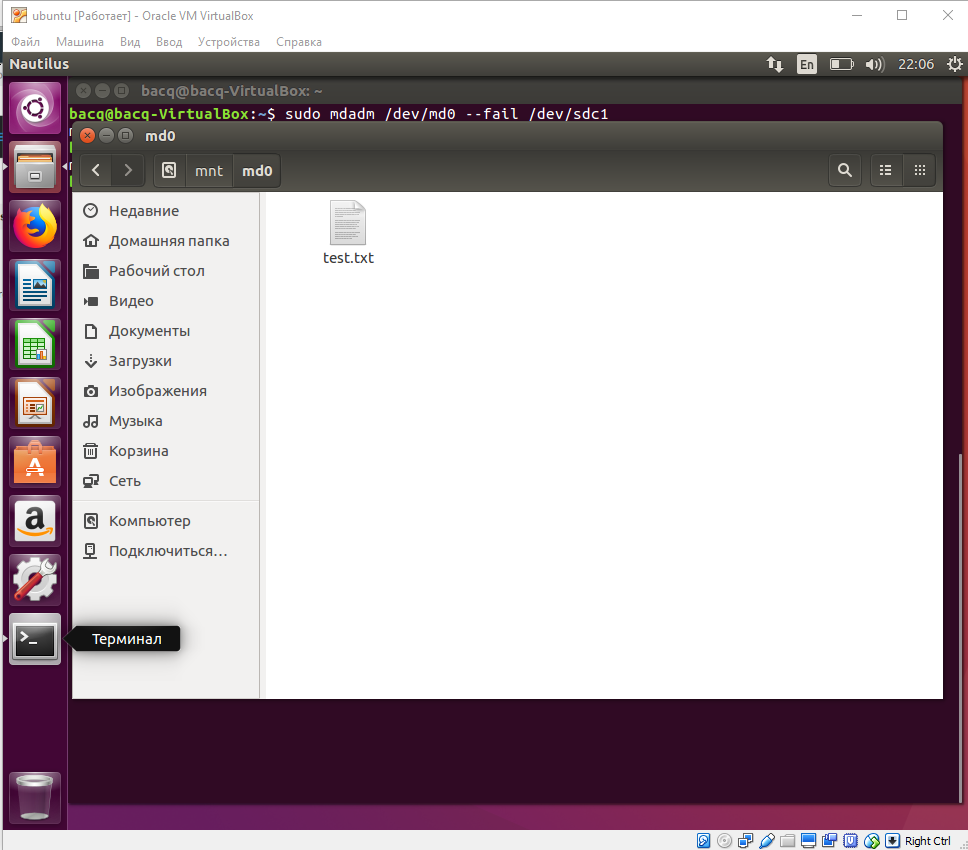 ubuntu [Работает] - Oracle VM VirtualBox
Файл Машина Вид Ввод Устройства Справка
Nautilus En 22:06
bacq@bacq-VirtualBox: ~
bacq@bacq-VirtualBox:~$ sudo mdadm /dev/md0 --fail /dev/sdc1
md0
mnt md0
Недавние
test.txt
Домашняя папка
Рабочий стол
Видео
Документы
Загрузки
Изображения
Музыка
Корзина
Сеть
Компьютер
Подключиться…
Терминал
Right Ctrl